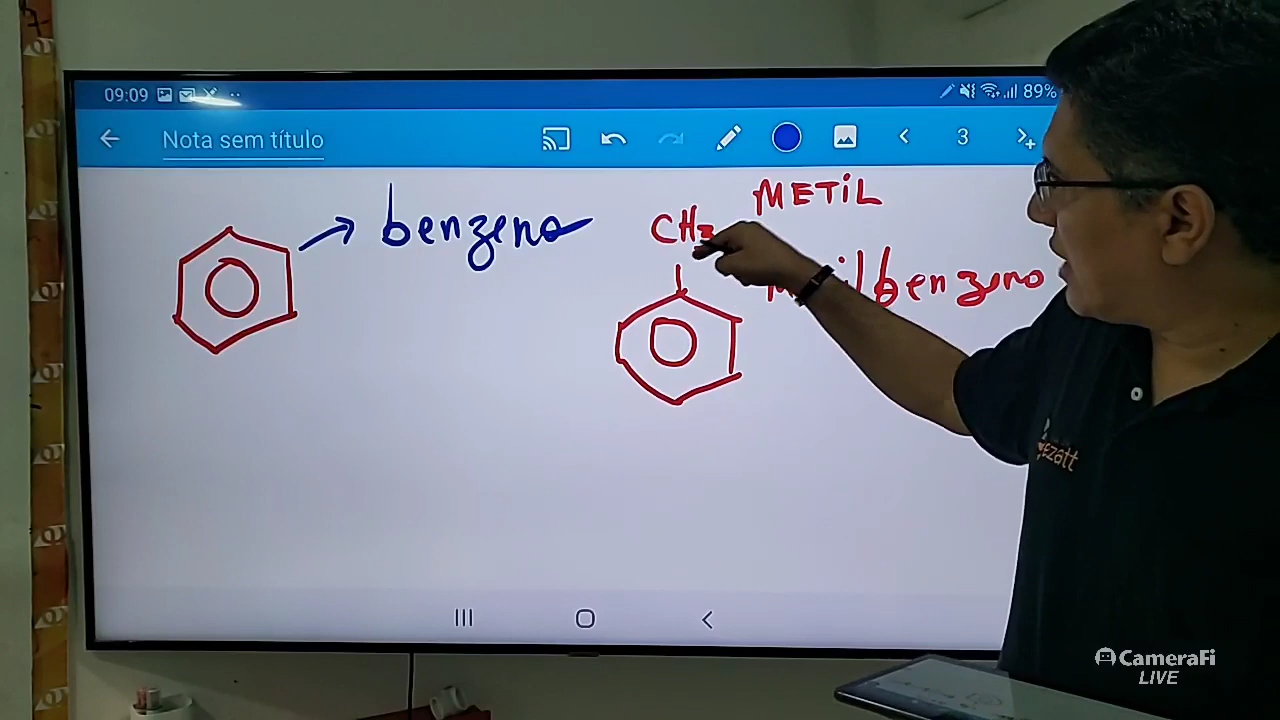 09:09
89%
Nota sem título
3
benzeno
METIL
CH3
benzeno
CameraFi
LIVE